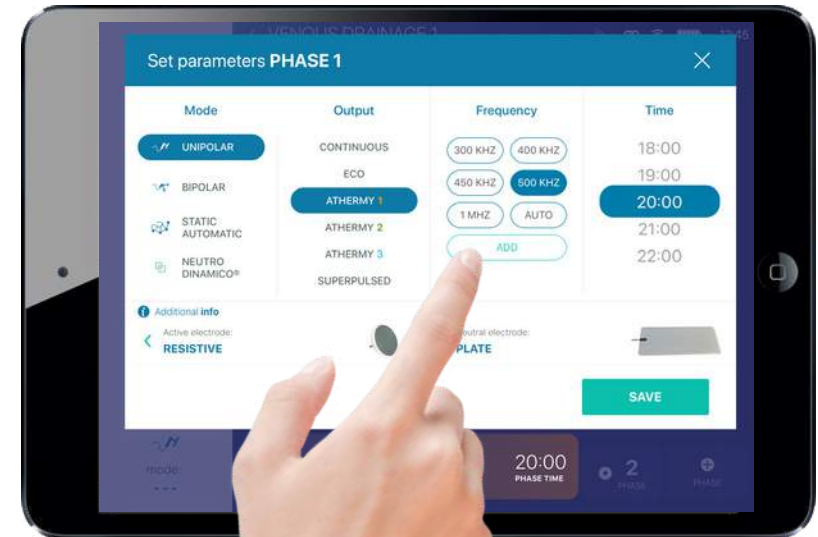 VENOUS DRAINAGE 1
Set parameters PHASE 1
Mode
UNIPOLAR
BIPOLAR
STATIC
AUTOMATIC
NEUTRO
DINAMICO®
Output
CONTINUOUS
ECO
ATHERMY 1
ATHERMY 2
ATHERMY 3
SUPERPULSED
Frequency
300 KHZ 400 KHZ
450 KHZ 500 KHZ
1 MHZ AUTO
ADD
Time
18:00
19:00
20:00
21:00
22:00
Additional info
Active electrode:
RESISTIVE
electrode:
PLATE
SAVE
mode:
---
20:00
PHASE TIME
2
PHASE
PHASE